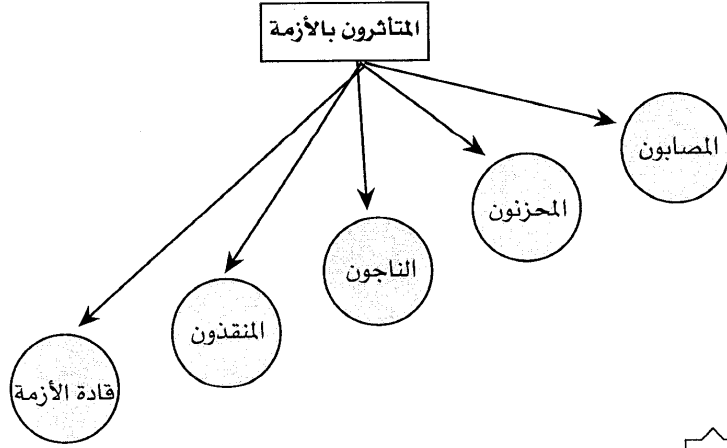 المتأثرون بالأزمة
المصابون
المحزنون
الناجون
المنقذون
قادة الأزمة